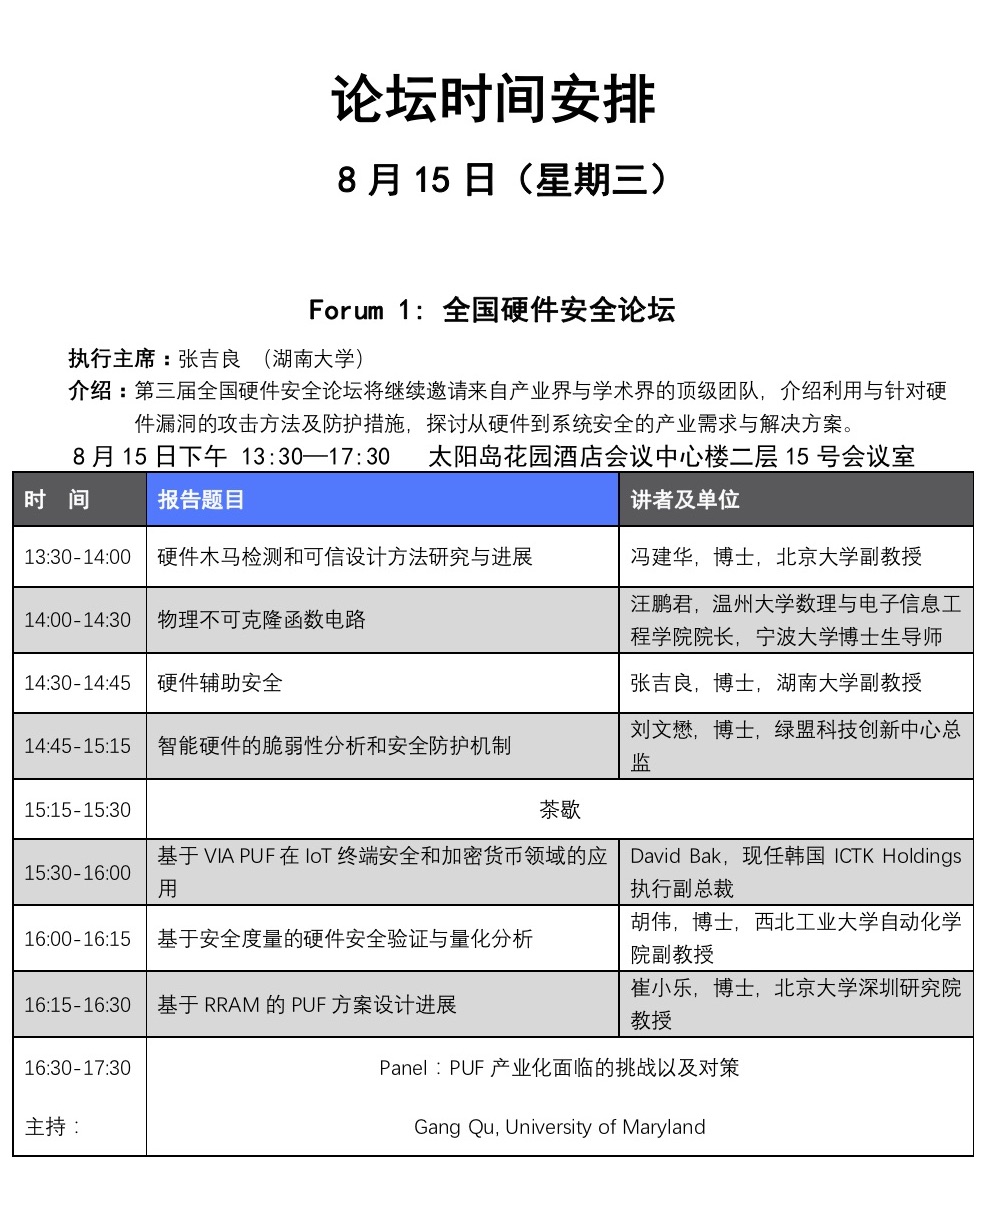 论坛时间安排
8 月 15 日（星期三）
Forum 1: 全国硬件安全论坛
执行主席：张吉良 （湖南大学）
介绍：第三届全国硬件安全论坛将继续邀请来自产业界与学术界的顶级团队，介绍利用与针对硬
件漏洞的攻击方法及防护措施，探讨从硬件到系统安全的产业需求与解决方案。
8 月 15 日下午 13:30—17:30 太阳岛花园酒店会议中心楼二层 15 号会议室
时 间 报告题目 讲者及单位
13:30-14:00 硬件木马检测和可信设计方法研究与进展 冯建华，博士，北京大学副教授
14:00-14:30 物理不可克隆函数电路 汪鹏君，温州大学数理与电子信息工
程学院院长，宁波大学博士生导师
14:30-14:45 硬件辅助安全 张吉良，博士，湖南大学副教授
14:45-15:15 智能硬件的脆弱性分析和安全防护机制 刘文懋，博士，绿盟科技创新中心总
监
15:15-15:30 茶歇
15:30-16:00 基于 VIA PUF 在 IoT 终端安全和加密货币领域的应
用 David Bak，现任韩国 ICTK Holdings
执行副总裁
16:00-16:15 基于安全度量的硬件安全验证与量化分析 胡伟，博士，西北工业大学自动化学
院副教授
16:15-16:30 基于 RRAM 的 PUF 方案设计进展 崔小乐，博士，北京大学深圳研究院
教授
16:30-17:30 Panel：PUF 产业化面临的挑战以及对策
主持： Gang Qu, University of Maryland